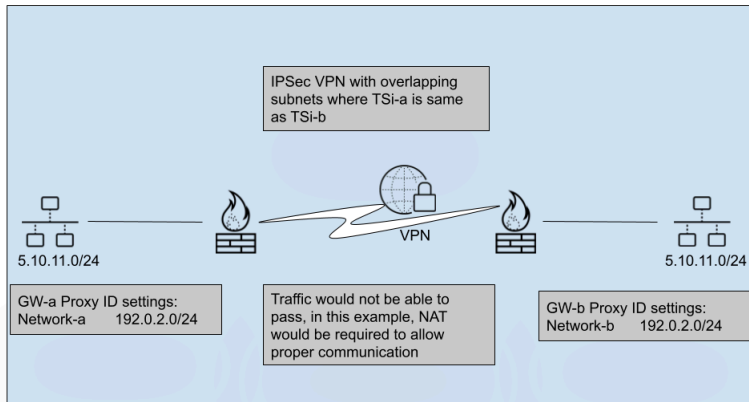 IPSec VPN with overlapping
subnets where TSi-a is same
as TSi-b
VPN
5.10.11.0/24
5.10.11.0/24
GW-a Proxy ID settings:
Network-a 192.0.2.0/24
Traffic would not be able to
pass, in this example, NAT
would be required to allow
proper communication
GW-b Proxy ID settings:
Network-b 192.0.2.0/24